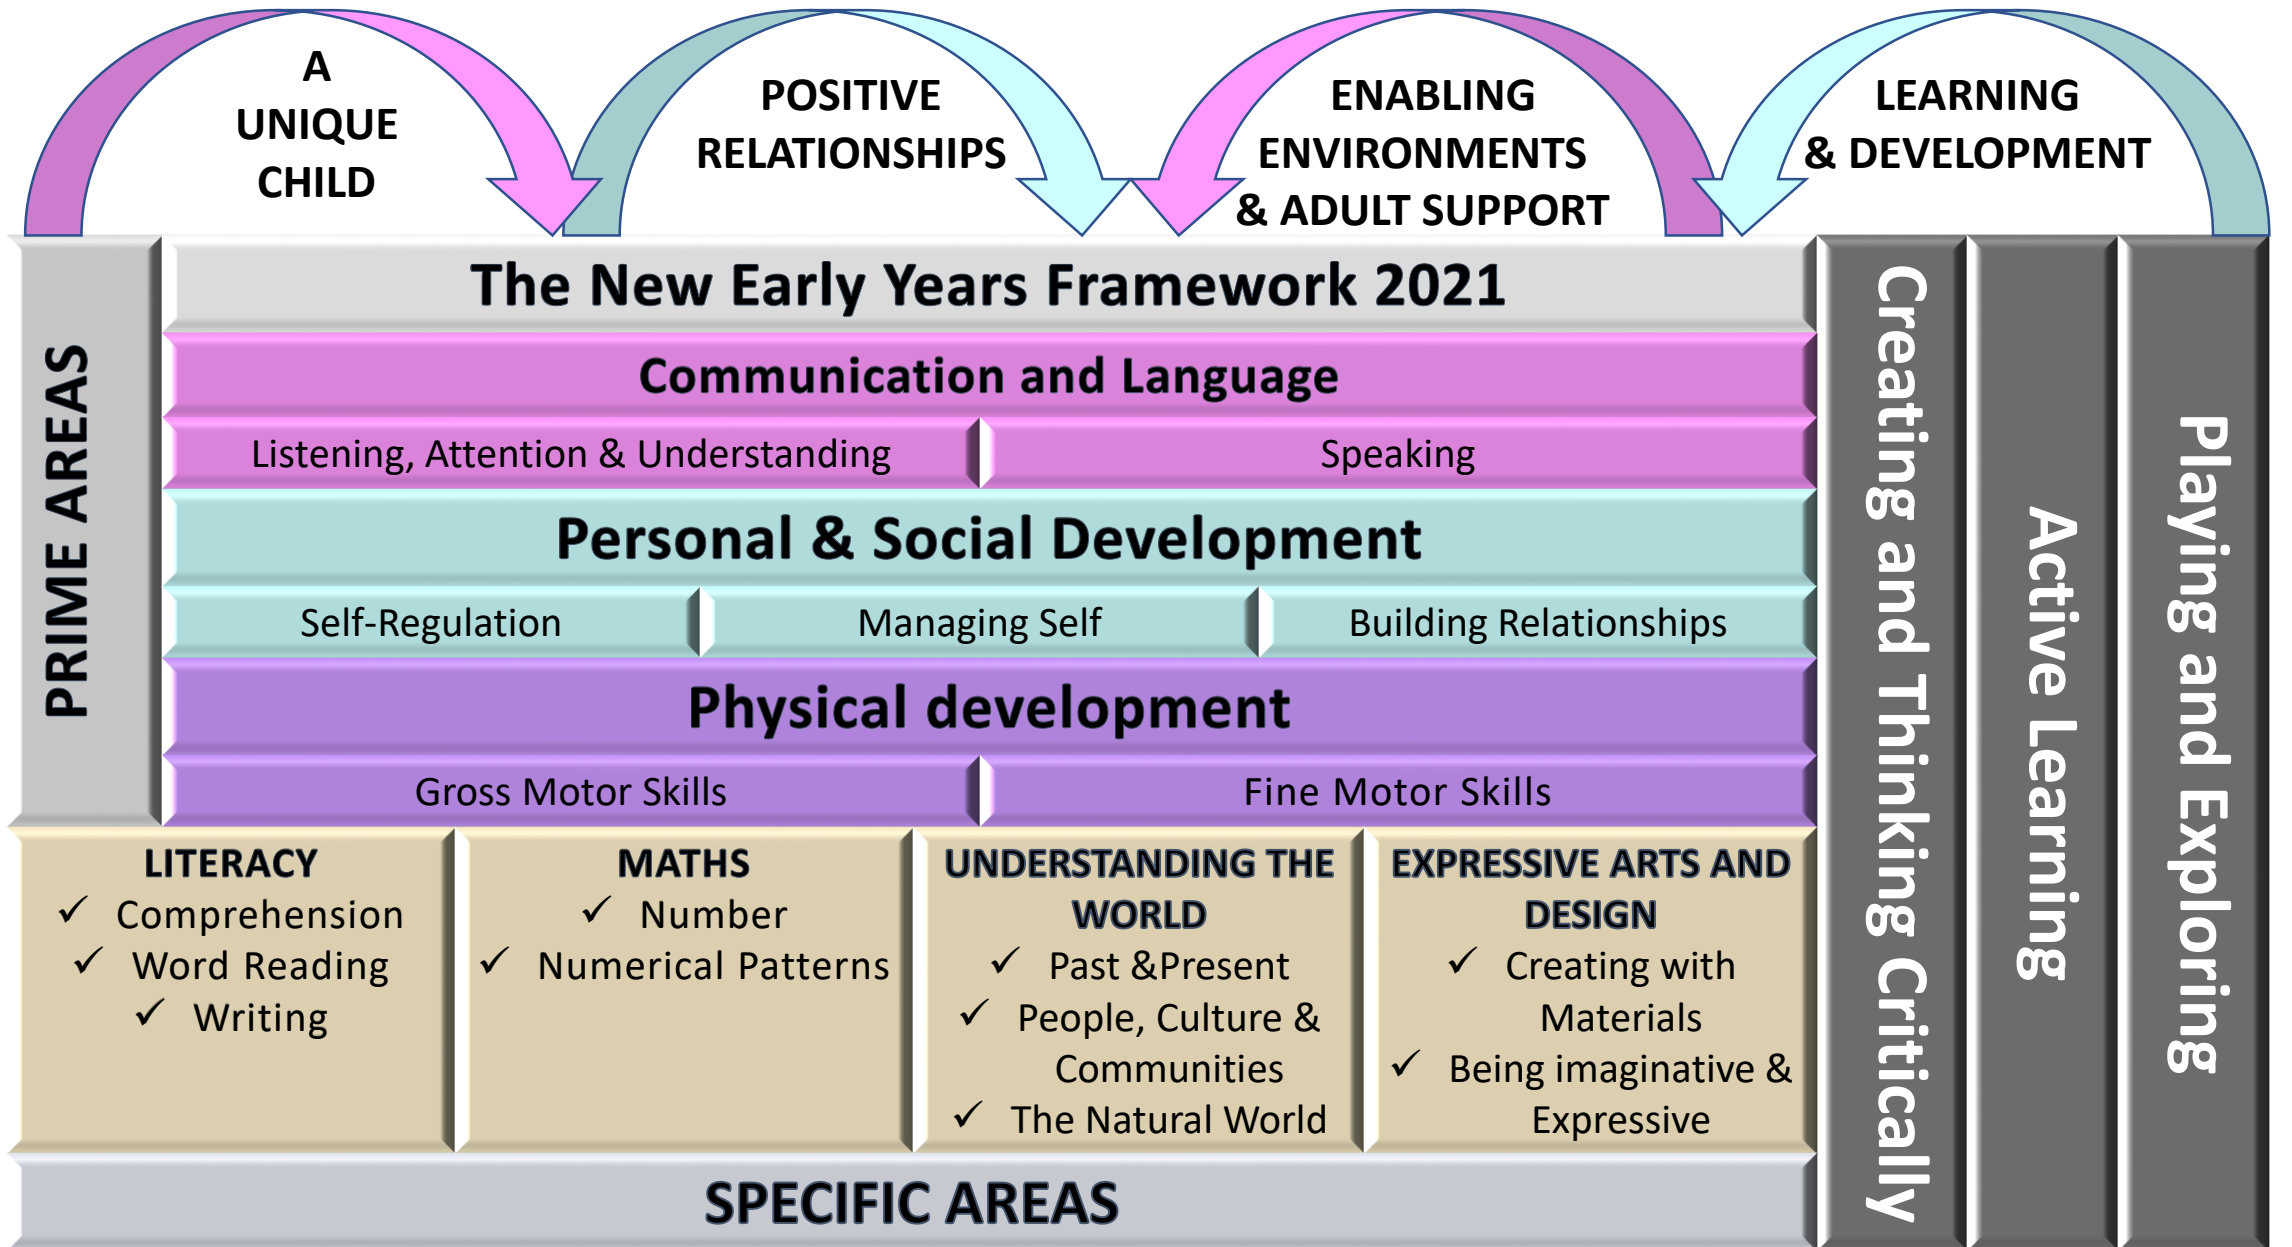 A
UNIQUE
CHILD
POSITIVE
RELATIONSHIPS
ENABLING
ENVIRONMENTS
& ADULT SUPPORT
LEARNING
& DEVELOPMENT
PRIME AREAS
The New Early Years Framework 2021
Communication and Language
Listening, Attention & Understanding
Speaking
Personal & Social Development
Self-Regulation
Managing Self
Building Relationships
Physical development
Gross Motor Skills
Fine Motor Skills
LITERACY
✓ Comprehension
✓ Word Reading
✓ Writing
MATHS
✓ Number
✓ Numerical Patterns
UNDERSTANDING THE
WORLD
✓ Past &Present
✓ People, Culture &
Communities
✓ The Natural World
EXPRESSIVE ARTS AND
DESIGN
✓ Creating with
Materials
✓ Being imaginative &
Expressive
SPECIFIC AREAS
Creating and Thinking Critically
Active Learning
Playing and Exploring